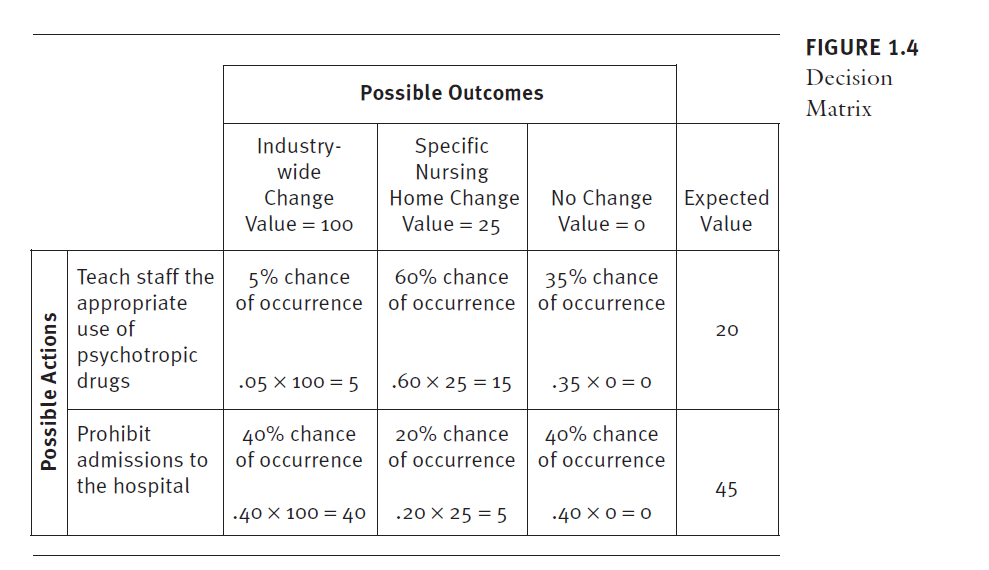 FIGURE 1.4
Decision
Matrix
Possible Outcomes
Industry-
wide
Change
Value = 100
Specific
Nursing
Home Change
Value = 25
No Change
Value = 0
Expected
Value
Possible Actions
Teach staff the
appropriate
use of
psychotropic
drugs
5% chance
of occurrence
.05 × 100 = 5
60% chance
of occurrence
.60 × 25 = 15
35% chance
of occurrence
.35 × 0 = 0
20
Prohibit
admissions to
the hospital
40% chance
of occurrence
.40 × 100 = 40
20% chance
of occurrence
.20 × 25 = 5
40% chance
of occurrence
.40 × 0 = 0
45